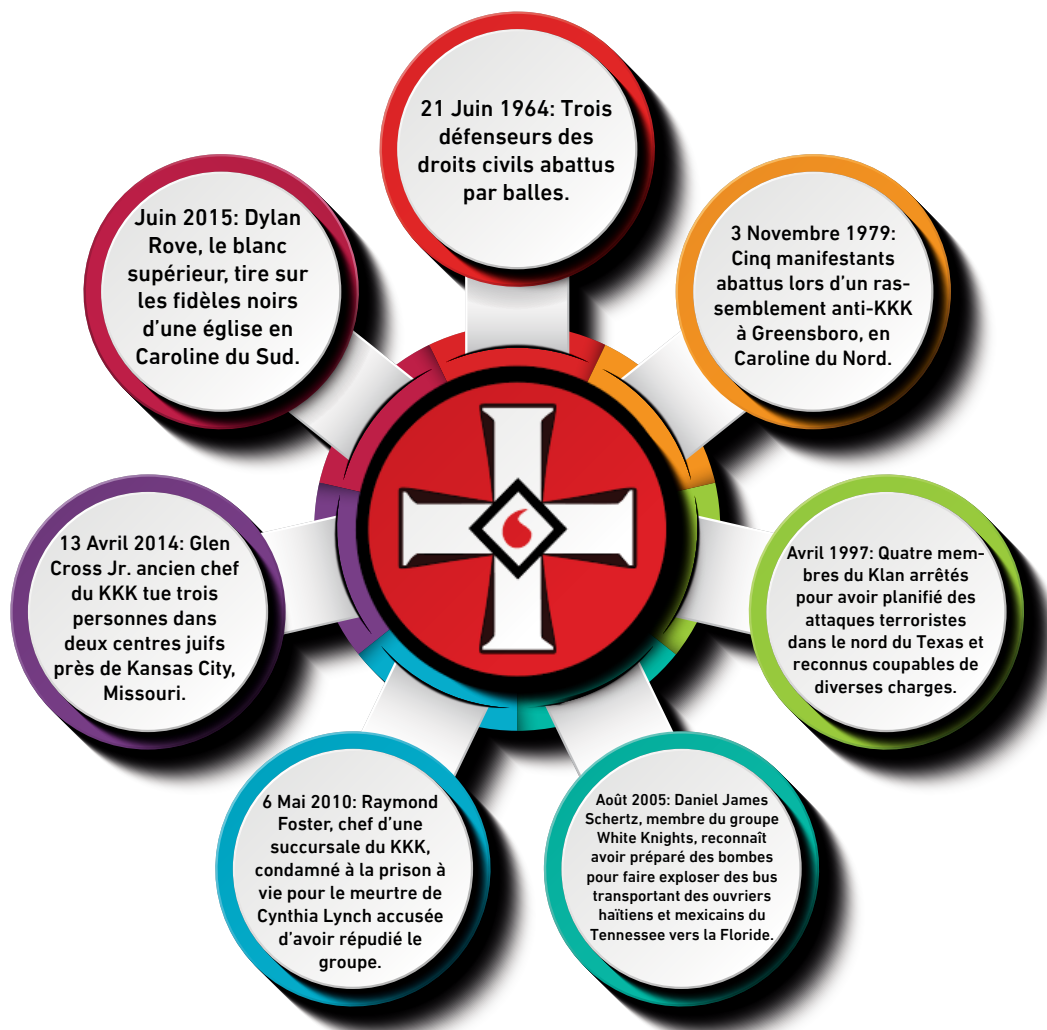 21 Juin 1964: Trois
défenseurs des
droits civils abattus
par balles.
3 Novembre 1979:
Cinq manifestants
abattus lors d'un ras-
semblement anti-KKK
à Greensboro, en
Caroline du Nord.
Avril 1997: Quatre mem-
bres du Klan arrêtés
pour avoir planifié des
attaques terroristes
dans le nord du Texas et
reconnus coupables de
diverses charges.
Août 2005: Daniel James
Schertz, membre du groupe
White Knights, reconnaît
avoir préparé des bombes
pour faire exploser des bus
transportant des ouvriers
haïtiens et mexicains du
Tennessee vers la Floride.
6 Mai 2010: Raymond
Foster, chef d'une
succursale du KKK,
condamné à la prison à
vie pour le meurtre de
Cynthia Lynch accusée
d'avoir répudié le
groupe.
13 Avril 2014: Glen
Cross Jr. ancien chef
du KKK tue trois
personnes dans
deux centres juifs
près de Kansas City,
Missouri.
Juin 2015: Dylan
Rove, le blanc
supérieur, tire sur
les fidèles noirs
d'une église en
Caroline du Sud.